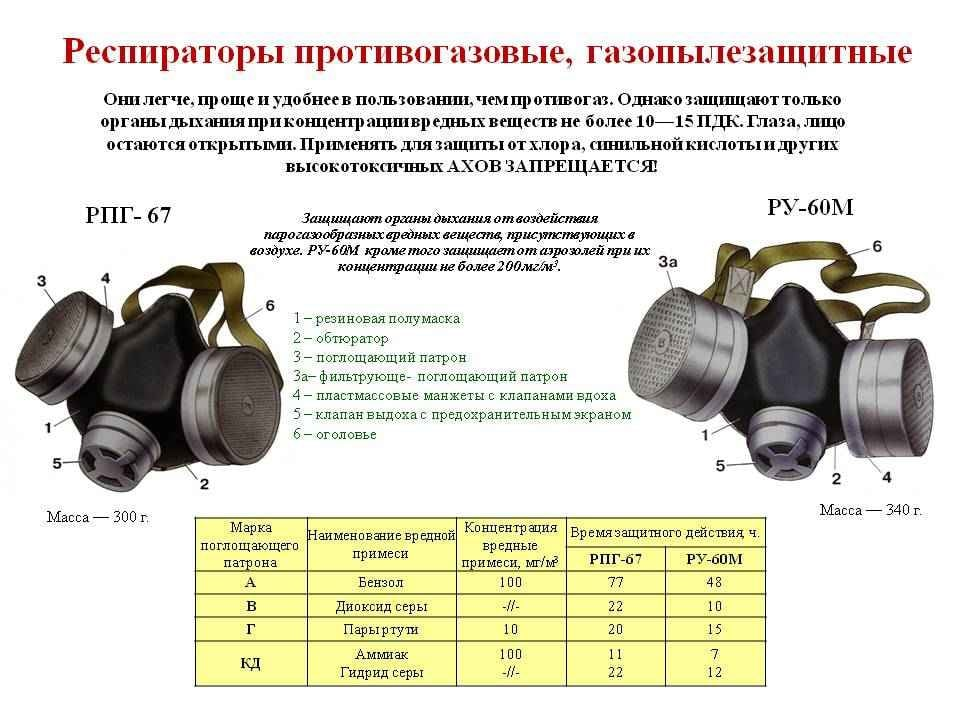 Респираторы противогазовые, газопылезащитные
Они легче, проще и удобнее в пользовании, чем противогаз. Однако защищают только
органы дыхания при концентрации вредных веществ не более 10—15 ПДК. Глаза, лицо
остаются открытыми. Применять для защиты от хлора, синильной кислоты и других
высокотоксичных АХОВ ЗАПРЕЩАЕТСЯ!
РПГ- 67
РУ-60М
Защищают органы дыхания от воздействия
парогазообразных вредных веществ, присутствующих в
воздухе. РУ-60М кроме того защищает от аэрозолей при их
концентрации не более 200мг/м³.
3
4
6
1
5
2
1 – резиновая полумаска
2 – обтюратор
3 – поглощающий патрон
3а– фильтрующе- поглощающий патрон
4 – пластмассовые манжеты с клапанами вдоха
5 – клапан выдоха с предохранительным экраном
6 – оголовье
3а
6
1
5
2
4
Масса — 300 г.
Масса — 340 г.
Марка поглощающего патрона
Наименование вредной примеси
Концентрация вредные примеси, мг/м³
Время защитного действия, ч.
РПГ-67
РУ-60М
А Бензол 100 77 48
В Диоксид серы -//- 22 10
Г Пары ртути 10 20 15
КД Аммиак 100 11 7
Гидрид серы -//- 22 12